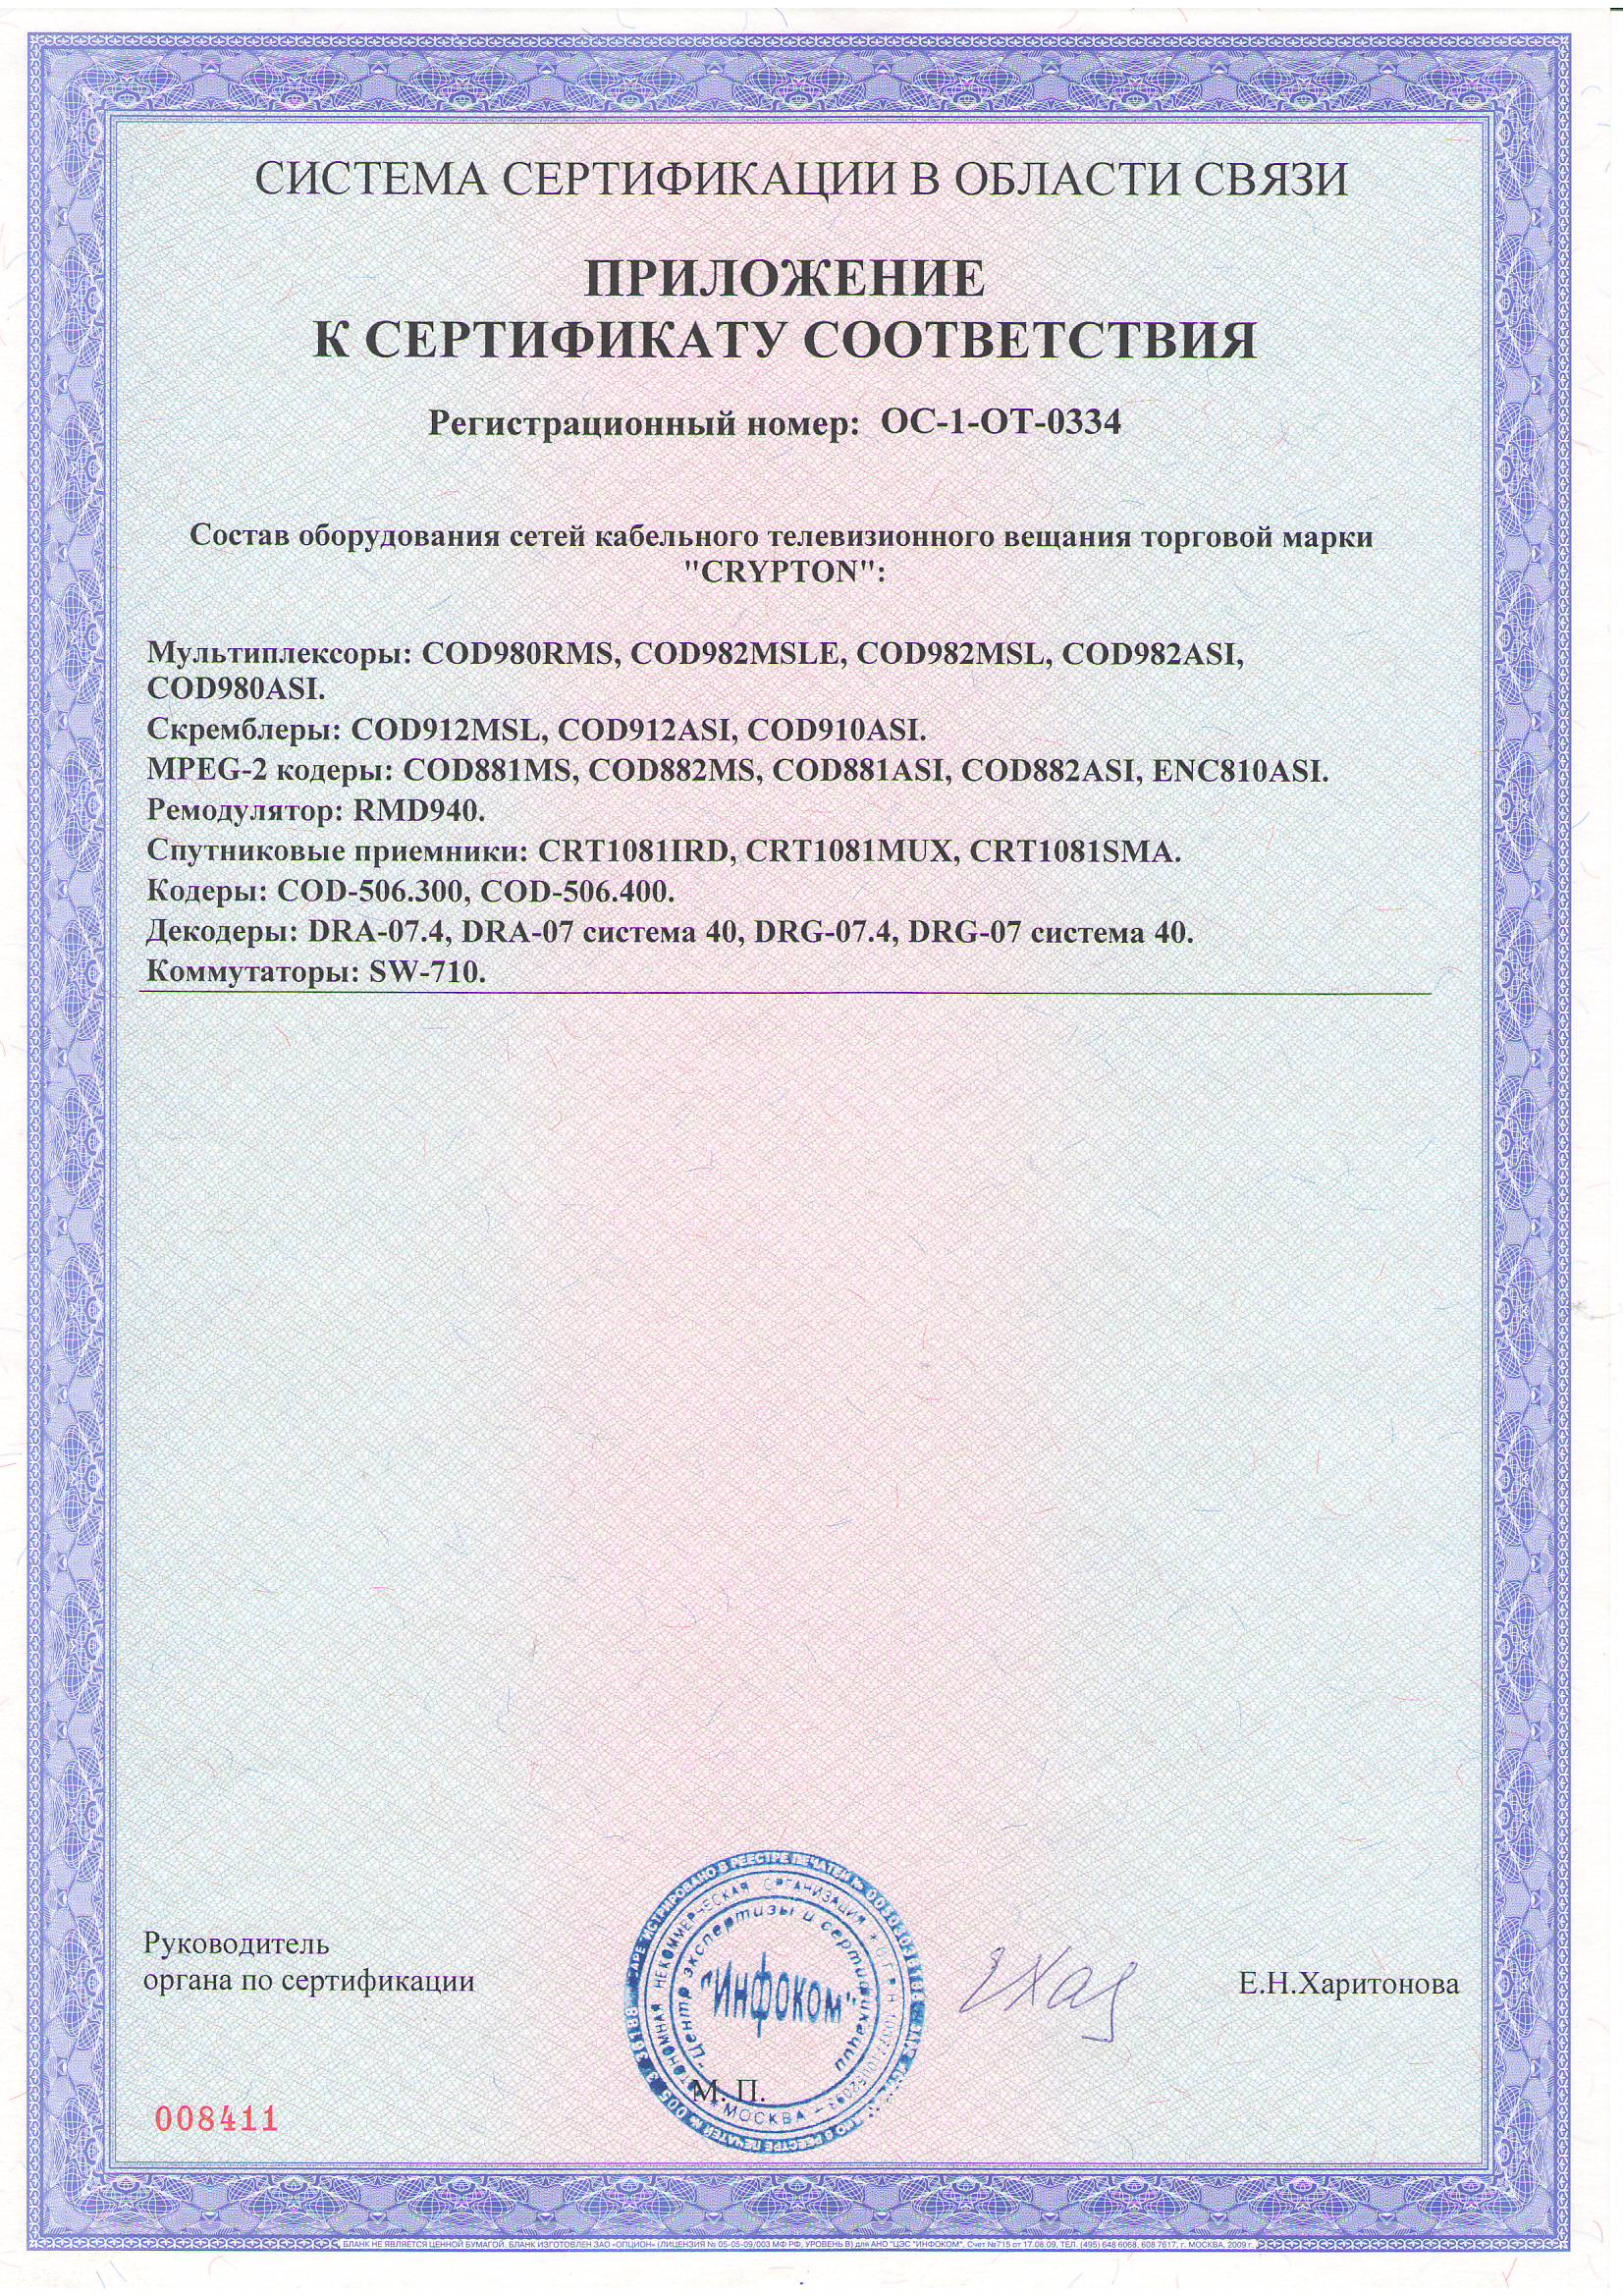 СИСТЕМА СЕРТИФИКАЦИИ В ОБЛАСТИ СВЯЗИ
ПРИЛОЖЕНИЕ
К СЕРТИФИКАТУ СООТВЕТСТВИЯ
Регистрационный номер: ОС-1-ОТ-0334
Состав оборудования сетей кабельного телевизионного вещания торговой марки
"CRYPTON":
Мультиплексоры: COD980RMS, COD982MSLE, COD982MSL, COD982ASI,
COD980ASI.
Скремблеры: COD912MSL, COD912ASI, COD910ASI.
MPEG-2 кодеры: COD881MS, COD882MS, COD881ASI, COD882ASI, ENC810ASI.
Ремодулятор: RMD940.
Спутниковые приемники: CRT1081IRD, CRT1081MUX, CRT1081SMA.
Кодеры: COD-506.300, COD-506.400.
Декодеры: DRA-07.4, DRA-07 система 40, DRG-07.4, DRG-07 система 40.
Коммутаторы: SW-710.
Руководитель
органа по сертификации
В РЕЕСТРЕ ПЕЧАТЕЙ №
НЕКОММЕРЧЕСКАЯ ОРГАНИЗАЦИЯ
"Центр экспертизы и сертификации
"Инфоком"
МОСКВА
Е.Н.Харитонова
М. П.
008411
БЛАНК НЕ ЯВЛЯЕТСЯ ЦЕННОЙ БУМАГОЙ. БЛАНК ИЗГОТОВЛЕН ЗАО «ОПЦИОН» (ЛИЦЕНЗИЯ № 05-05-09/003 МФ РФ, УРОВЕНЬ В) для АНО "ЦЭС "ИНФОКОМ", Счет №715 от 17.08.09, ТЕЛ. (495) 648 6068, 608 7617, г. МОСКВА, 2009 г.